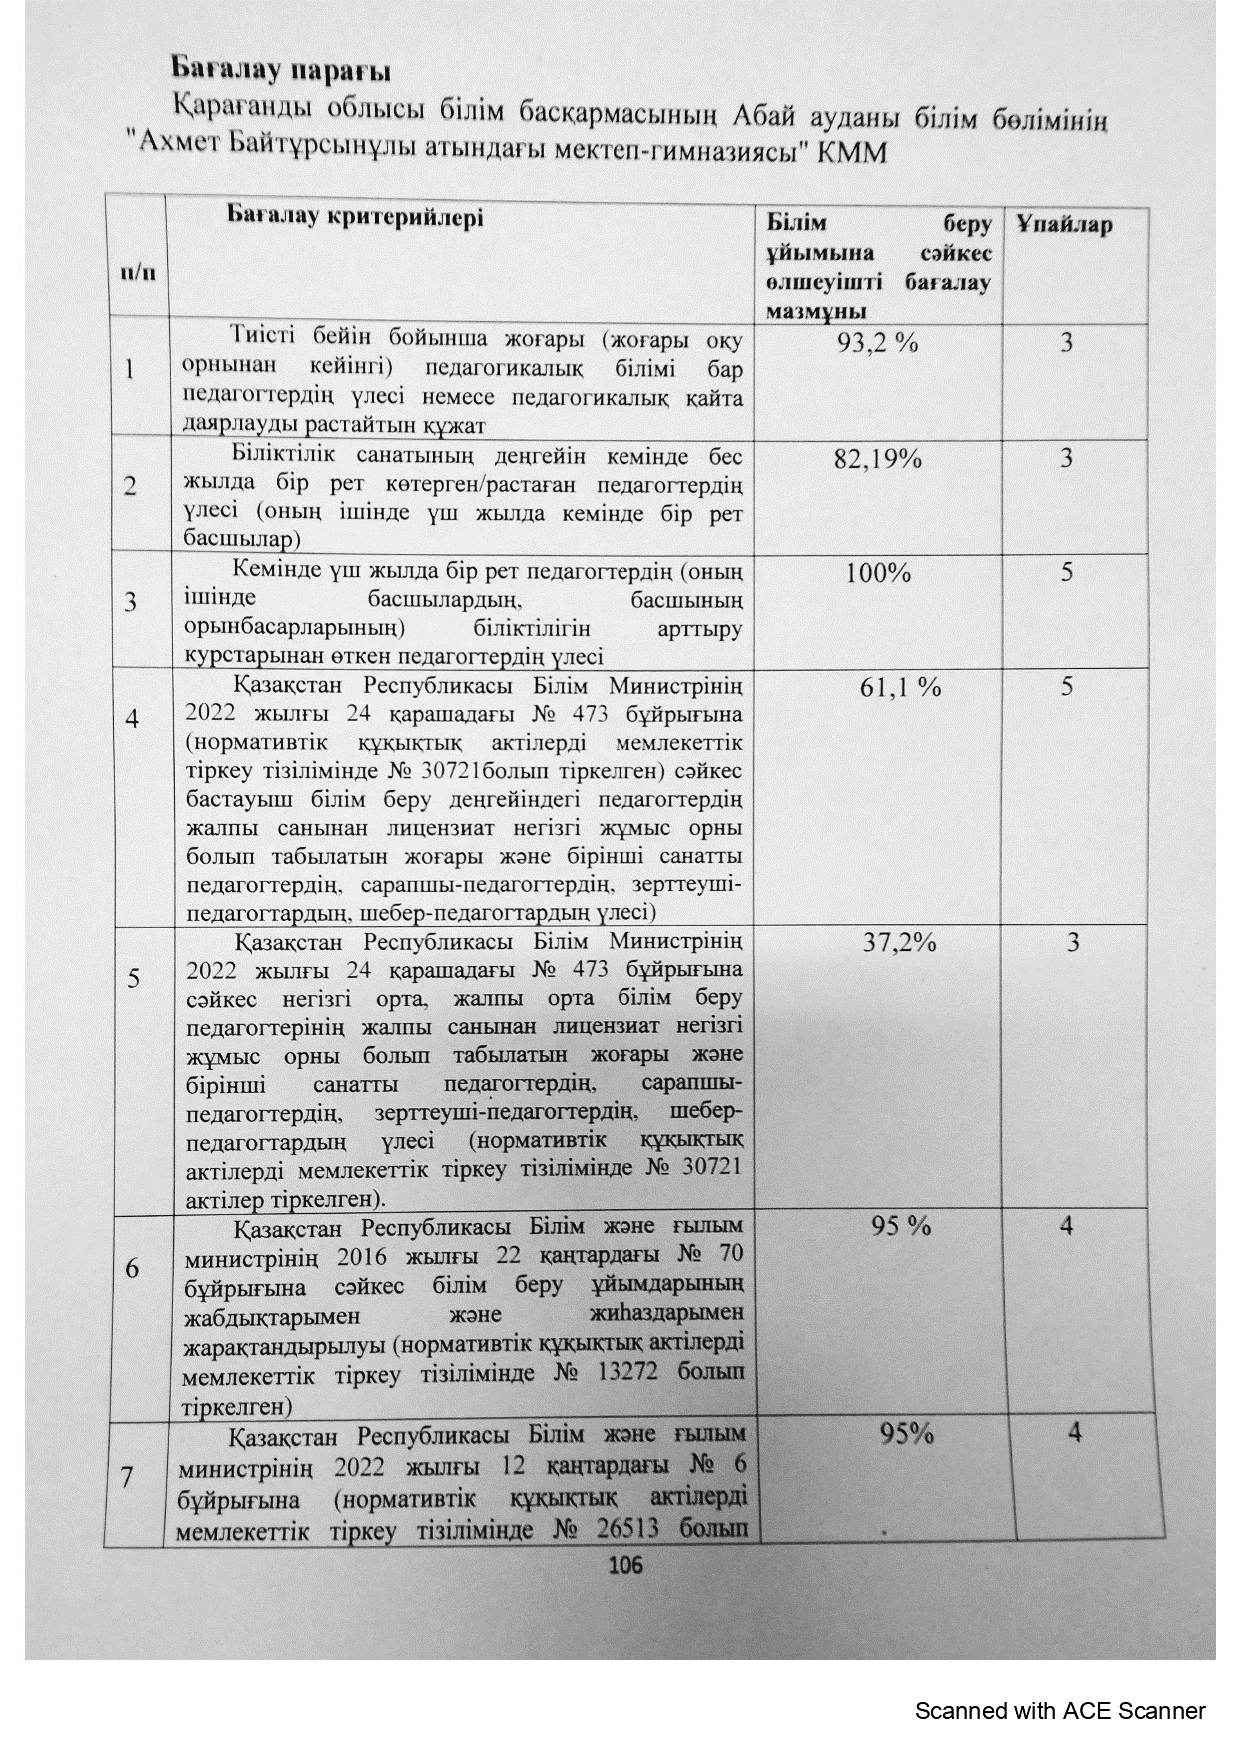 Бағалау парағы
Қарағанды облысы білім басқармасының Абай ауданы білім бөлімінің
"Ахмет Байтұрсынұлы атындағы мектеп-гимназиясы" КММ
п/п
Бағалау критерийлері
Білім беру
ұйымына сәйкес
өлшеуішті бағалау
мазмұны
Ұпайлар
1
Тиісті бейін бойынша жоғары (жоғары оқу
орнынан кейінгі) педагогикалық білімі бар
педагогтердің үлесі немесе педагогикалық қайта
даярлауды растайтын құжат
93,2 %
3
2
Біліктілік санатының деңгейін кемінде бес
жылда бір рет көтерген/растаған педагогтердің
үлесі (оның ішінде үш жылда кемінде бір рет
басшылар)
82,19%
3
3
Кемінде үш жылда бір рет педагогтердің (оның
ішінде басшылардың, басшының
орынбасарларының) біліктілігін арттыру
курстарынан өткен педагогтердің үлесі
100%
5
4
Қазақстан Республикасы Білім Министрінің
2022 жылғы 24 қарашадағы № 473 бұйрығына
(нормативтік құқықтық актілерді мемлекеттік
тіркеу тізілімінде № 30721болып тіркелген) сәйкес
бастауыш білім беру деңгейіндегі педагогтердің
жалпы санынан лицензиат негізгі жұмыс орны
болып табылатын жоғары және бірінші санатты
педагогтердің, сарапшы-педагогтердің, зерттеуші-
педагогтардың, шебер-педагогтардың үлесі)
61,1 %
5
5
Қазақстан Республикасы Білім Министрінің
2022 жылғы 24 қарашадағы № 473 бұйрығына
сәйкес негізгі орта, жалпы орта білім беру
педагогтерінің жалпы санынан лицензиат негізгі
жұмыс орны болып табылатын жоғары және
бірінші санатты педагогтердің, сарапшы-
педагогтердің, зерттеуші-педагогтердің, шебер-
педагогтардың үлесі (нормативтік құқықтық
актілерді мемлекеттік тіркеу тізілімінде № 30721
актілер тіркелген).
37,2%
3
6
Қазақстан Республикасы Білім және ғылым
министрінің 2016 жылғы 22 қаңтардағы № 70
бұйрығына сәйкес білім беру ұйымдарының
жабдықтарымен және жиһаздарымен
жарақтандырылуы (нормативтік құқықтық актілерді
мемлекеттік тіркеу тізілімінде № 13272 болып
тіркелген)
95 %
4
7
Қазақстан Республикасы Білім және ғылым
министрінің 2022 жылғы 12 қаңтардағы № 6
бұйрығына (нормативтік құқықтық актілерді
мемлекеттік тіркеу тізілімінде № 26513 болып
95%
4
106
Scanned with ACE Scanner